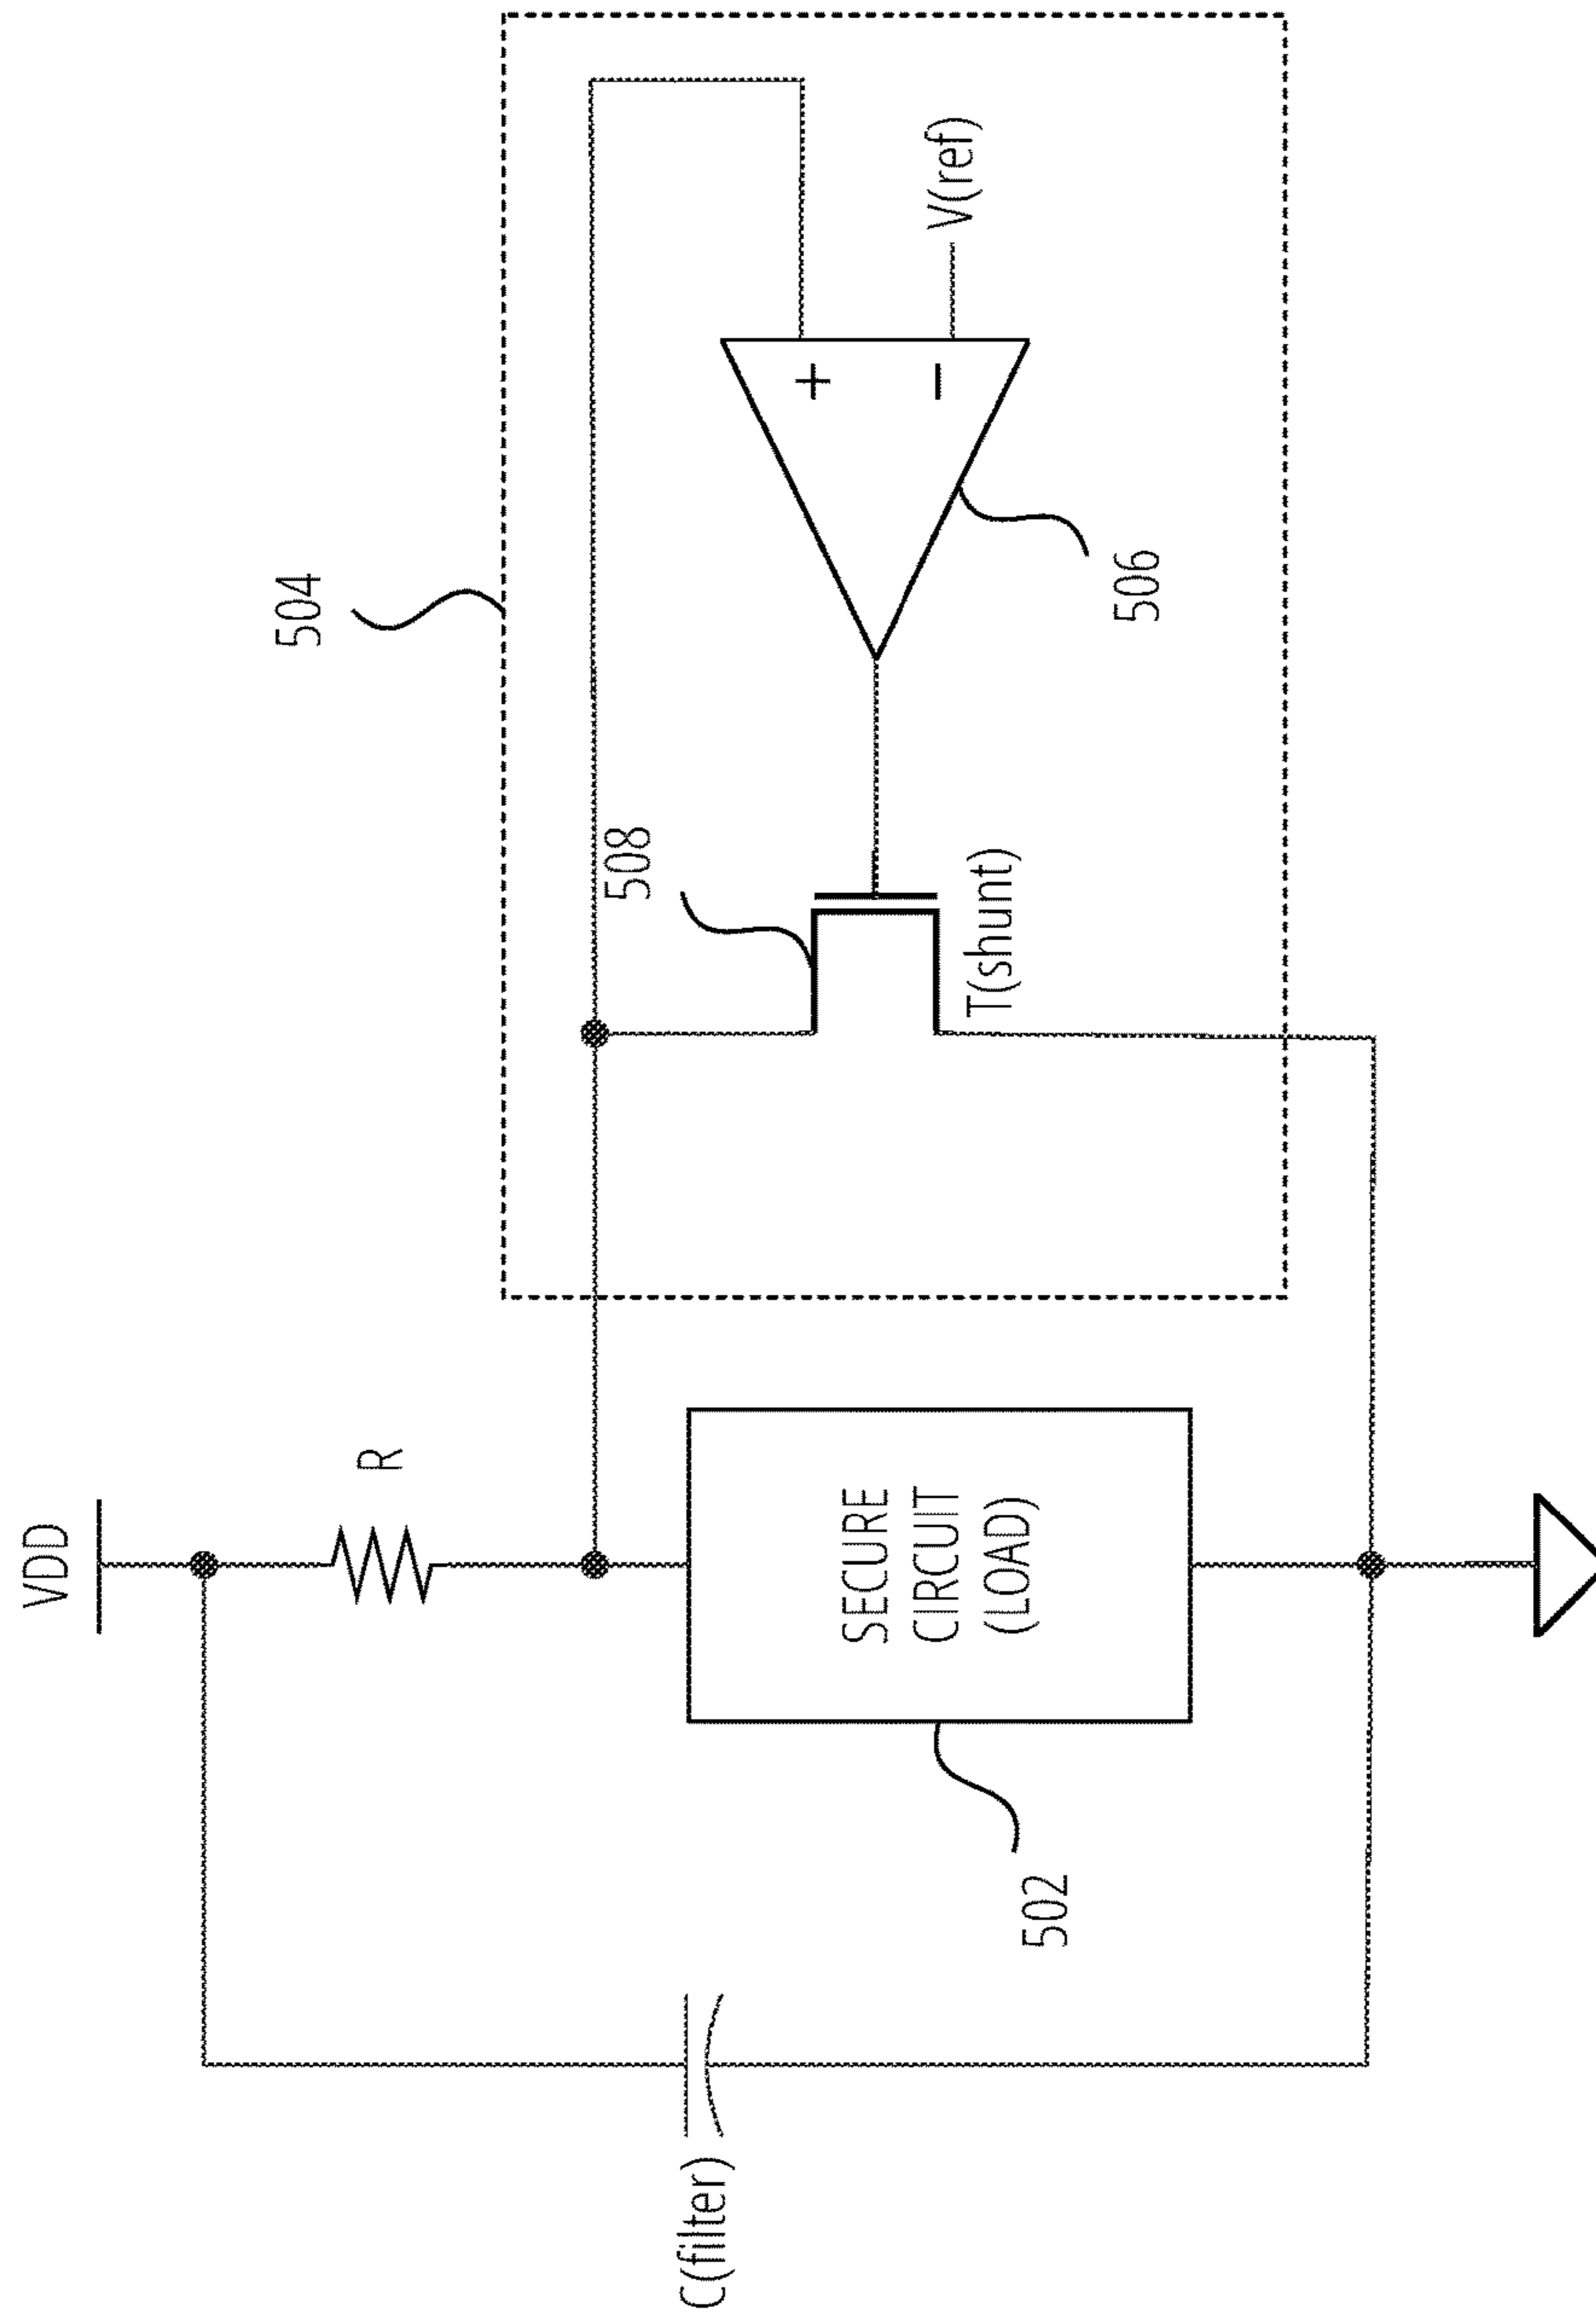 VDD
R
504
508
T(shunt)
+
−
V(ref)
506
SECURE
CIRCUIT
(LOAD)
502
C(filter)